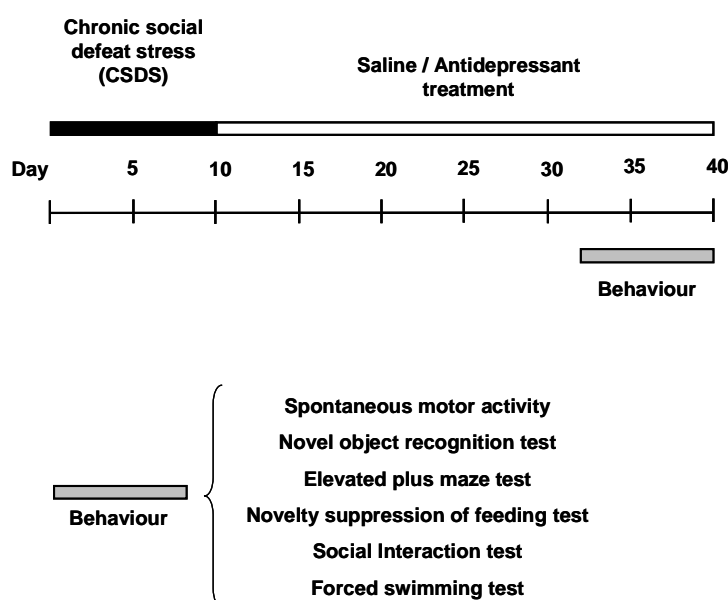 Chronic social
defeat stress
(CSDS)
Saline / Antidepressant
treatment
Day 5 10 15 20 25 30 35 40
Behaviour
Spontaneous motor activity
Novel object recognition test
Elevated plus maze test
Behaviour
Novelty suppression of feeding test
Social Interaction test
Forced swimming test